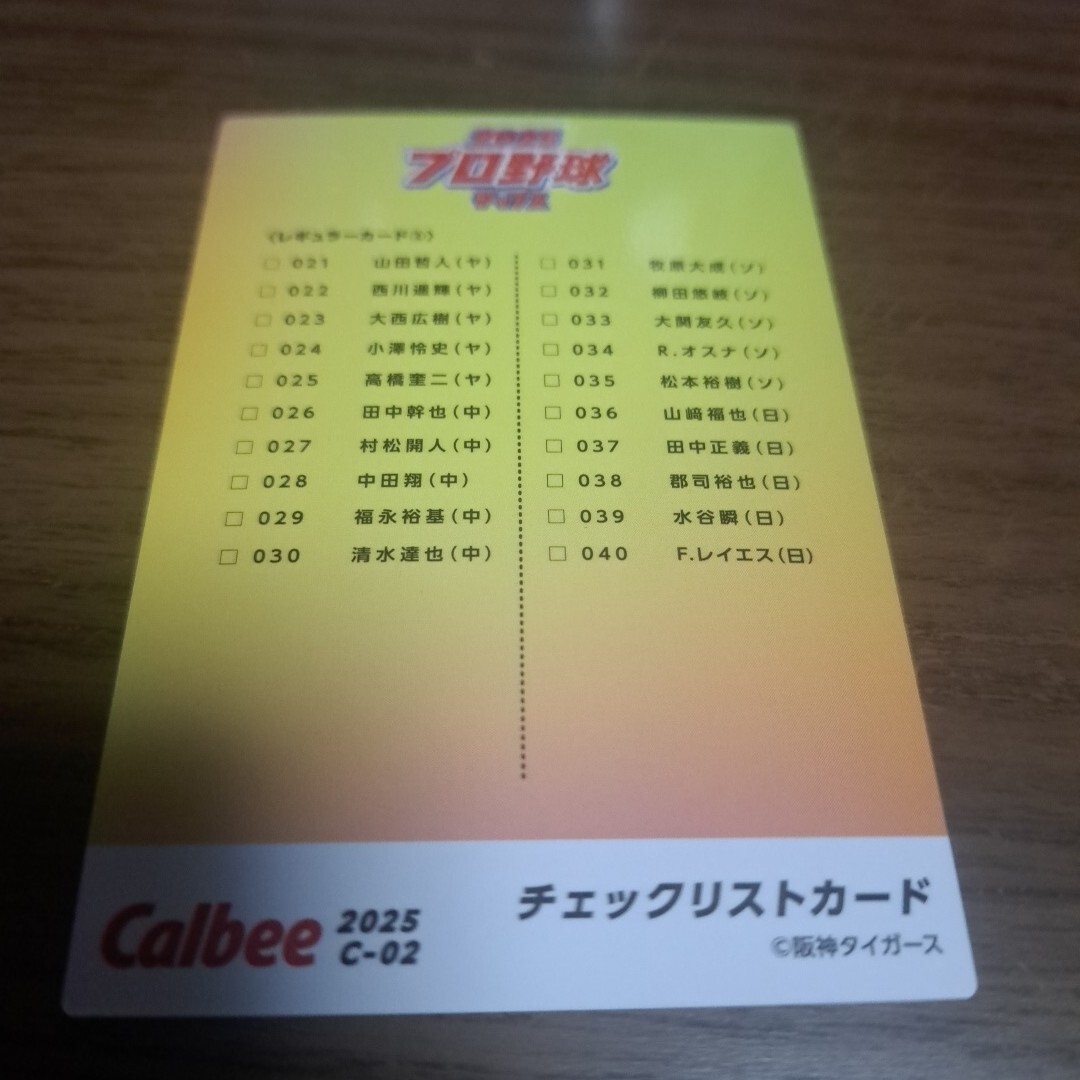 プロ野球
チップス
〈レギュラーカード①〉
□ 021 山田哲人(ヤ)
□ 022 西川遥輝(ヤ)
□ 023 大西広樹(ヤ)
□ 024 小澤怜史(ヤ)
□ 025 高橋奎二(ヤ)
□ 026 田中幹也(中)
□ 027 村松開人(中)
□ 028 中田翔(中)
□ 029 福永裕基(中)
□ 030 清水達也(中)
□ 031 牧原大成(ソ)
□ 032 柳田悠岐(ソ)
□ 033 大関友久(ソ)
□ 034 R.オスナ(ソ)
□ 035 松本裕樹(ソ)
□ 036 山﨑福也(日)
□ 037 田中正義(日)
□ 038 郡司裕也(日)
□ 039 水谷瞬(日)
□ 040 F.レイエス(日)
Calbee 2025
C-02
チェックリストカード
©阪神タイガース